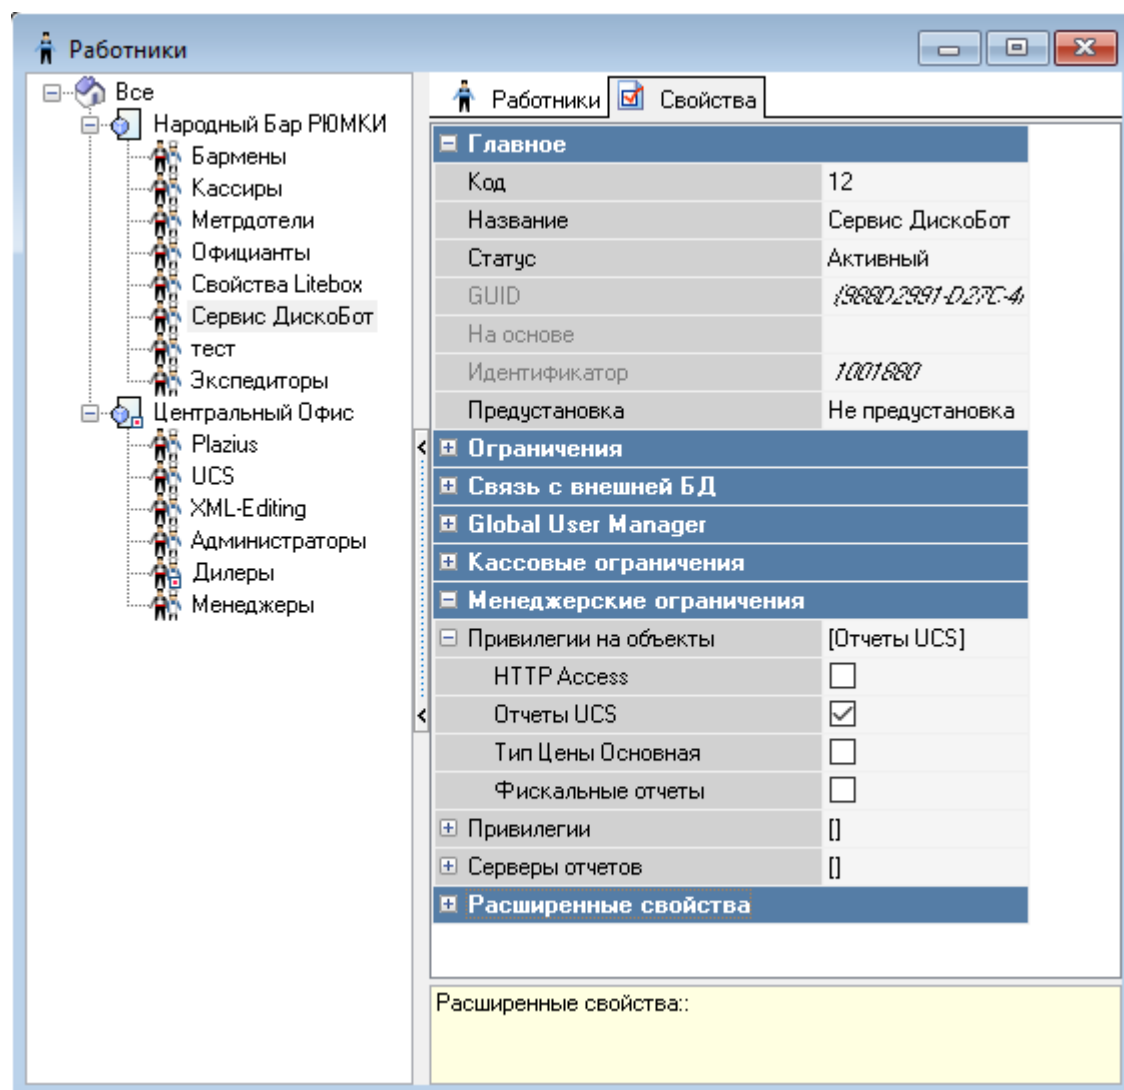 Работники
Все
Народный Бар РЮМКИ
Бармены
Кассиры
Метрдотели
Официанты
Свойства Litebox
Сервис ДискоБот
тест
Экспедиторы
Центральный Офис
Plazius
UCS
XML-Editing
Администраторы
Дилеры
Менеджеры
Работники Свойства
Главное
Код 12
Название Сервис ДискоБот
Статус Активный
GUID {988D2991-D27C-4
На основе
Идентификатор 1001880
Предустановка Не предустановка
Ограничения
Связь с внешней БД
Global User Manager
Кассовые ограничения
Менеджерские ограничения
Привилегии на объекты [Отчеты UCS]
HTTP Access
Отчеты UCS
Тип Цены Основная
Фискальные отчеты
Привилегии []
Серверы отчетов []
Расширенные свойства
Расширенные свойства::